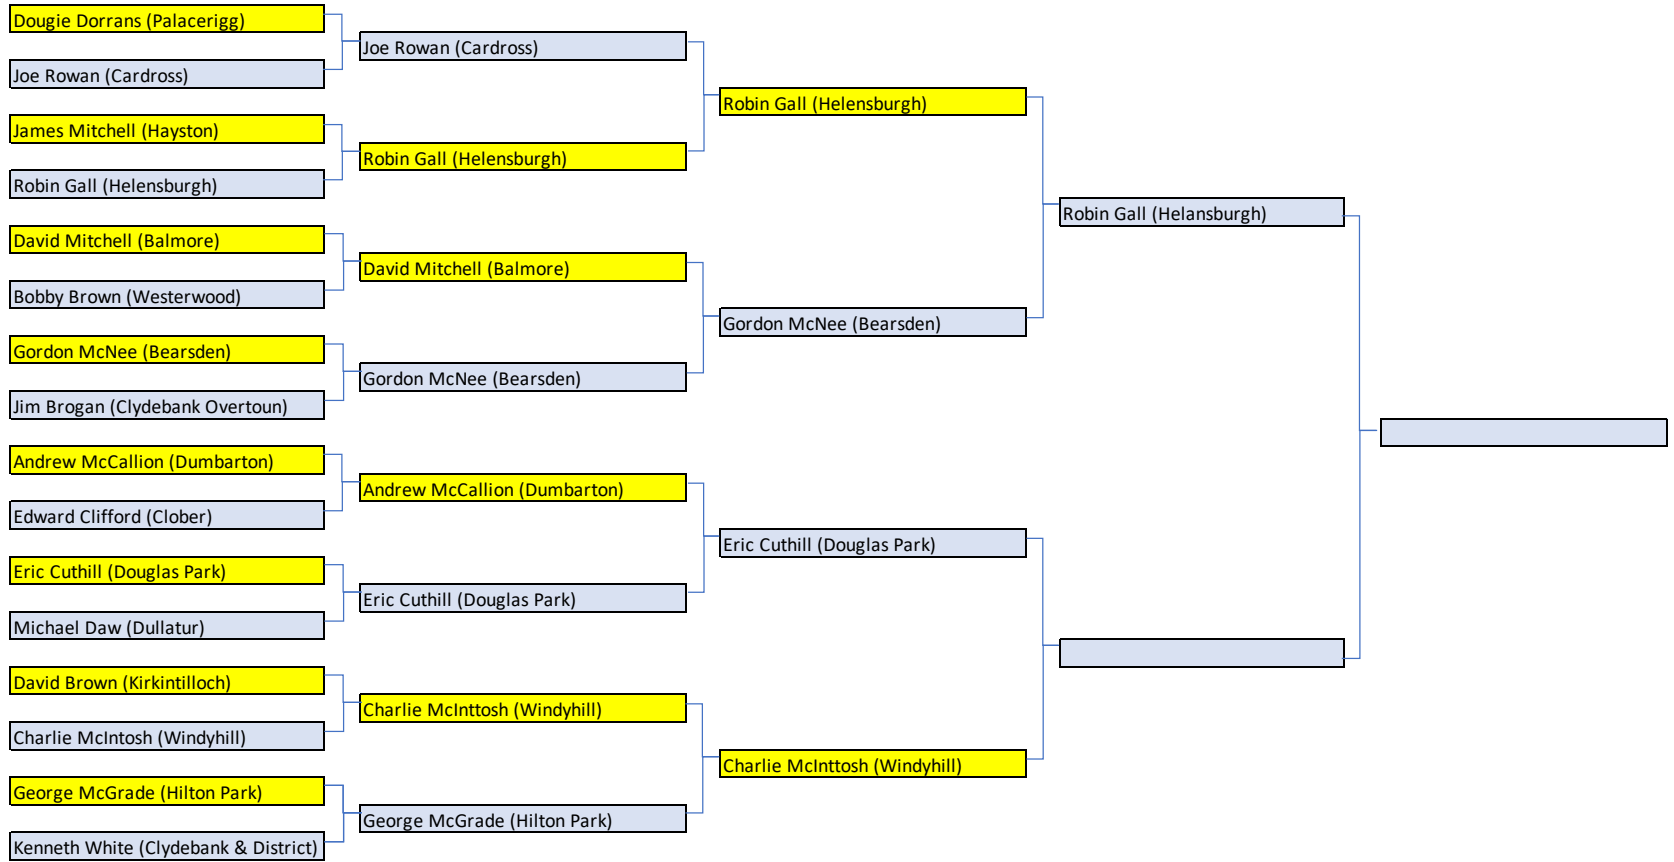 Dougie Dorrans (Palacerigg)
Joe Rowan (Cardross)
James Mitchell (Hayston)
Robin Gall (Helensburgh)
David Mitchell (Balmore)
Bobby Brown (Westerwood)
Gordon McNee (Bearsden)
Jim Brogan (Clydebank Overtoun)
Andrew McCallion (Dumbarton)
Edward Clifford (Clober)
Eric Cuthill (Douglas Park)
Michael Daw (Dullatur)
David Brown (Kirkintilloch)
Charlie McIntosh (Windyhill)
George McGrade (Hilton Park)
Kenneth White (Clydebank & District)
Joe Rowan (Cardross)
Robin Gall (Helensburgh)
David Mitchell (Balmore)
Gordon McNee (Bearsden)
Andrew McCallion (Dumbarton)
Eric Cuthill (Douglas Park)
Charlie McInttosh (Windyhill)
George McGrade (Hilton Park)
Robin Gall (Helensburgh)
Gordon McNee (Bearsden)
Eric Cuthill (Douglas Park)
Charlie McInttosh (Windyhill)
Robin Gall (Helansburgh)